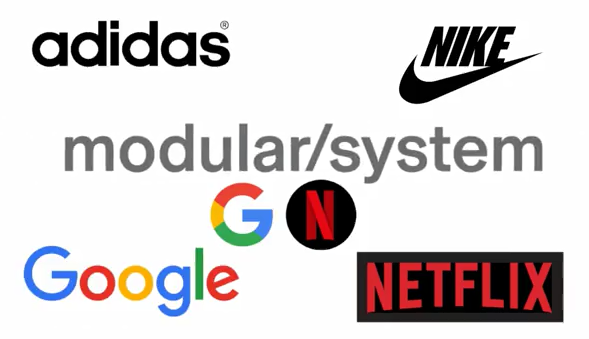 adidas®
NIKE
modular/system
G N
Google
NETFLIX